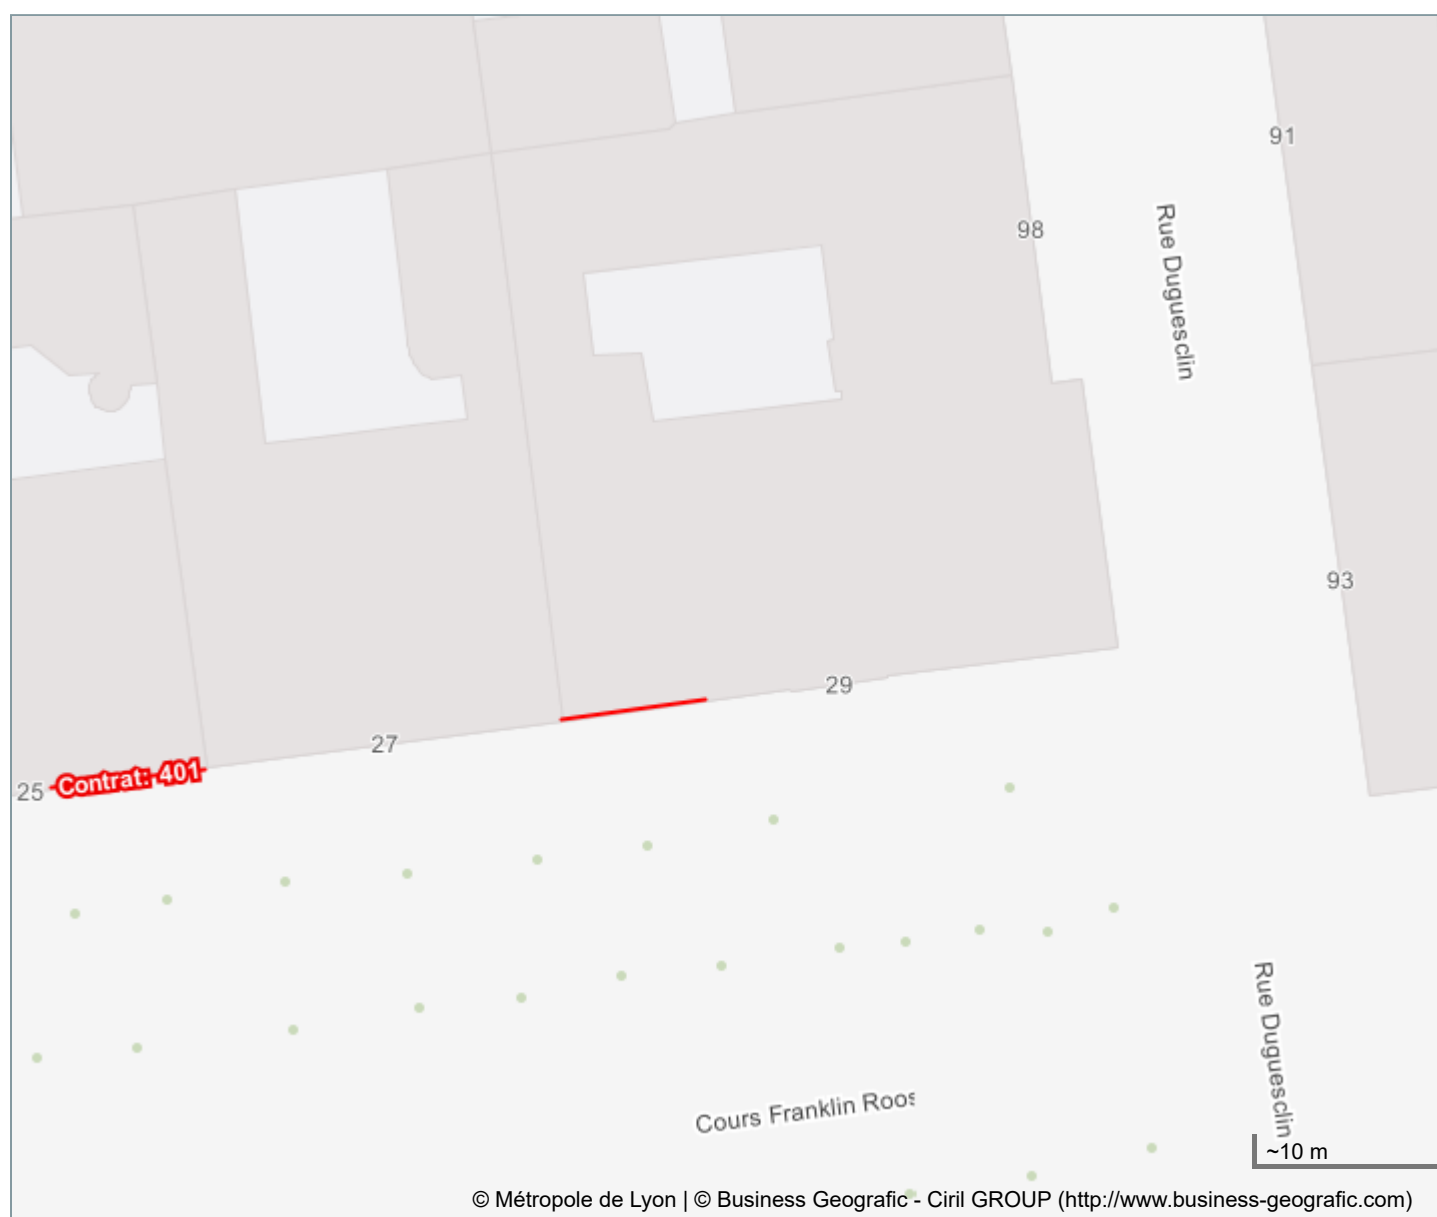 91
98
Rue Duguesclin
93
29
27
Contrat: 401
25
Rue Duguesclin
Cours Franklin Roos
~10 m
© Métropole de Lyon | © Business Geografic - Ciril GROUP (http://www.business-geografic.com)